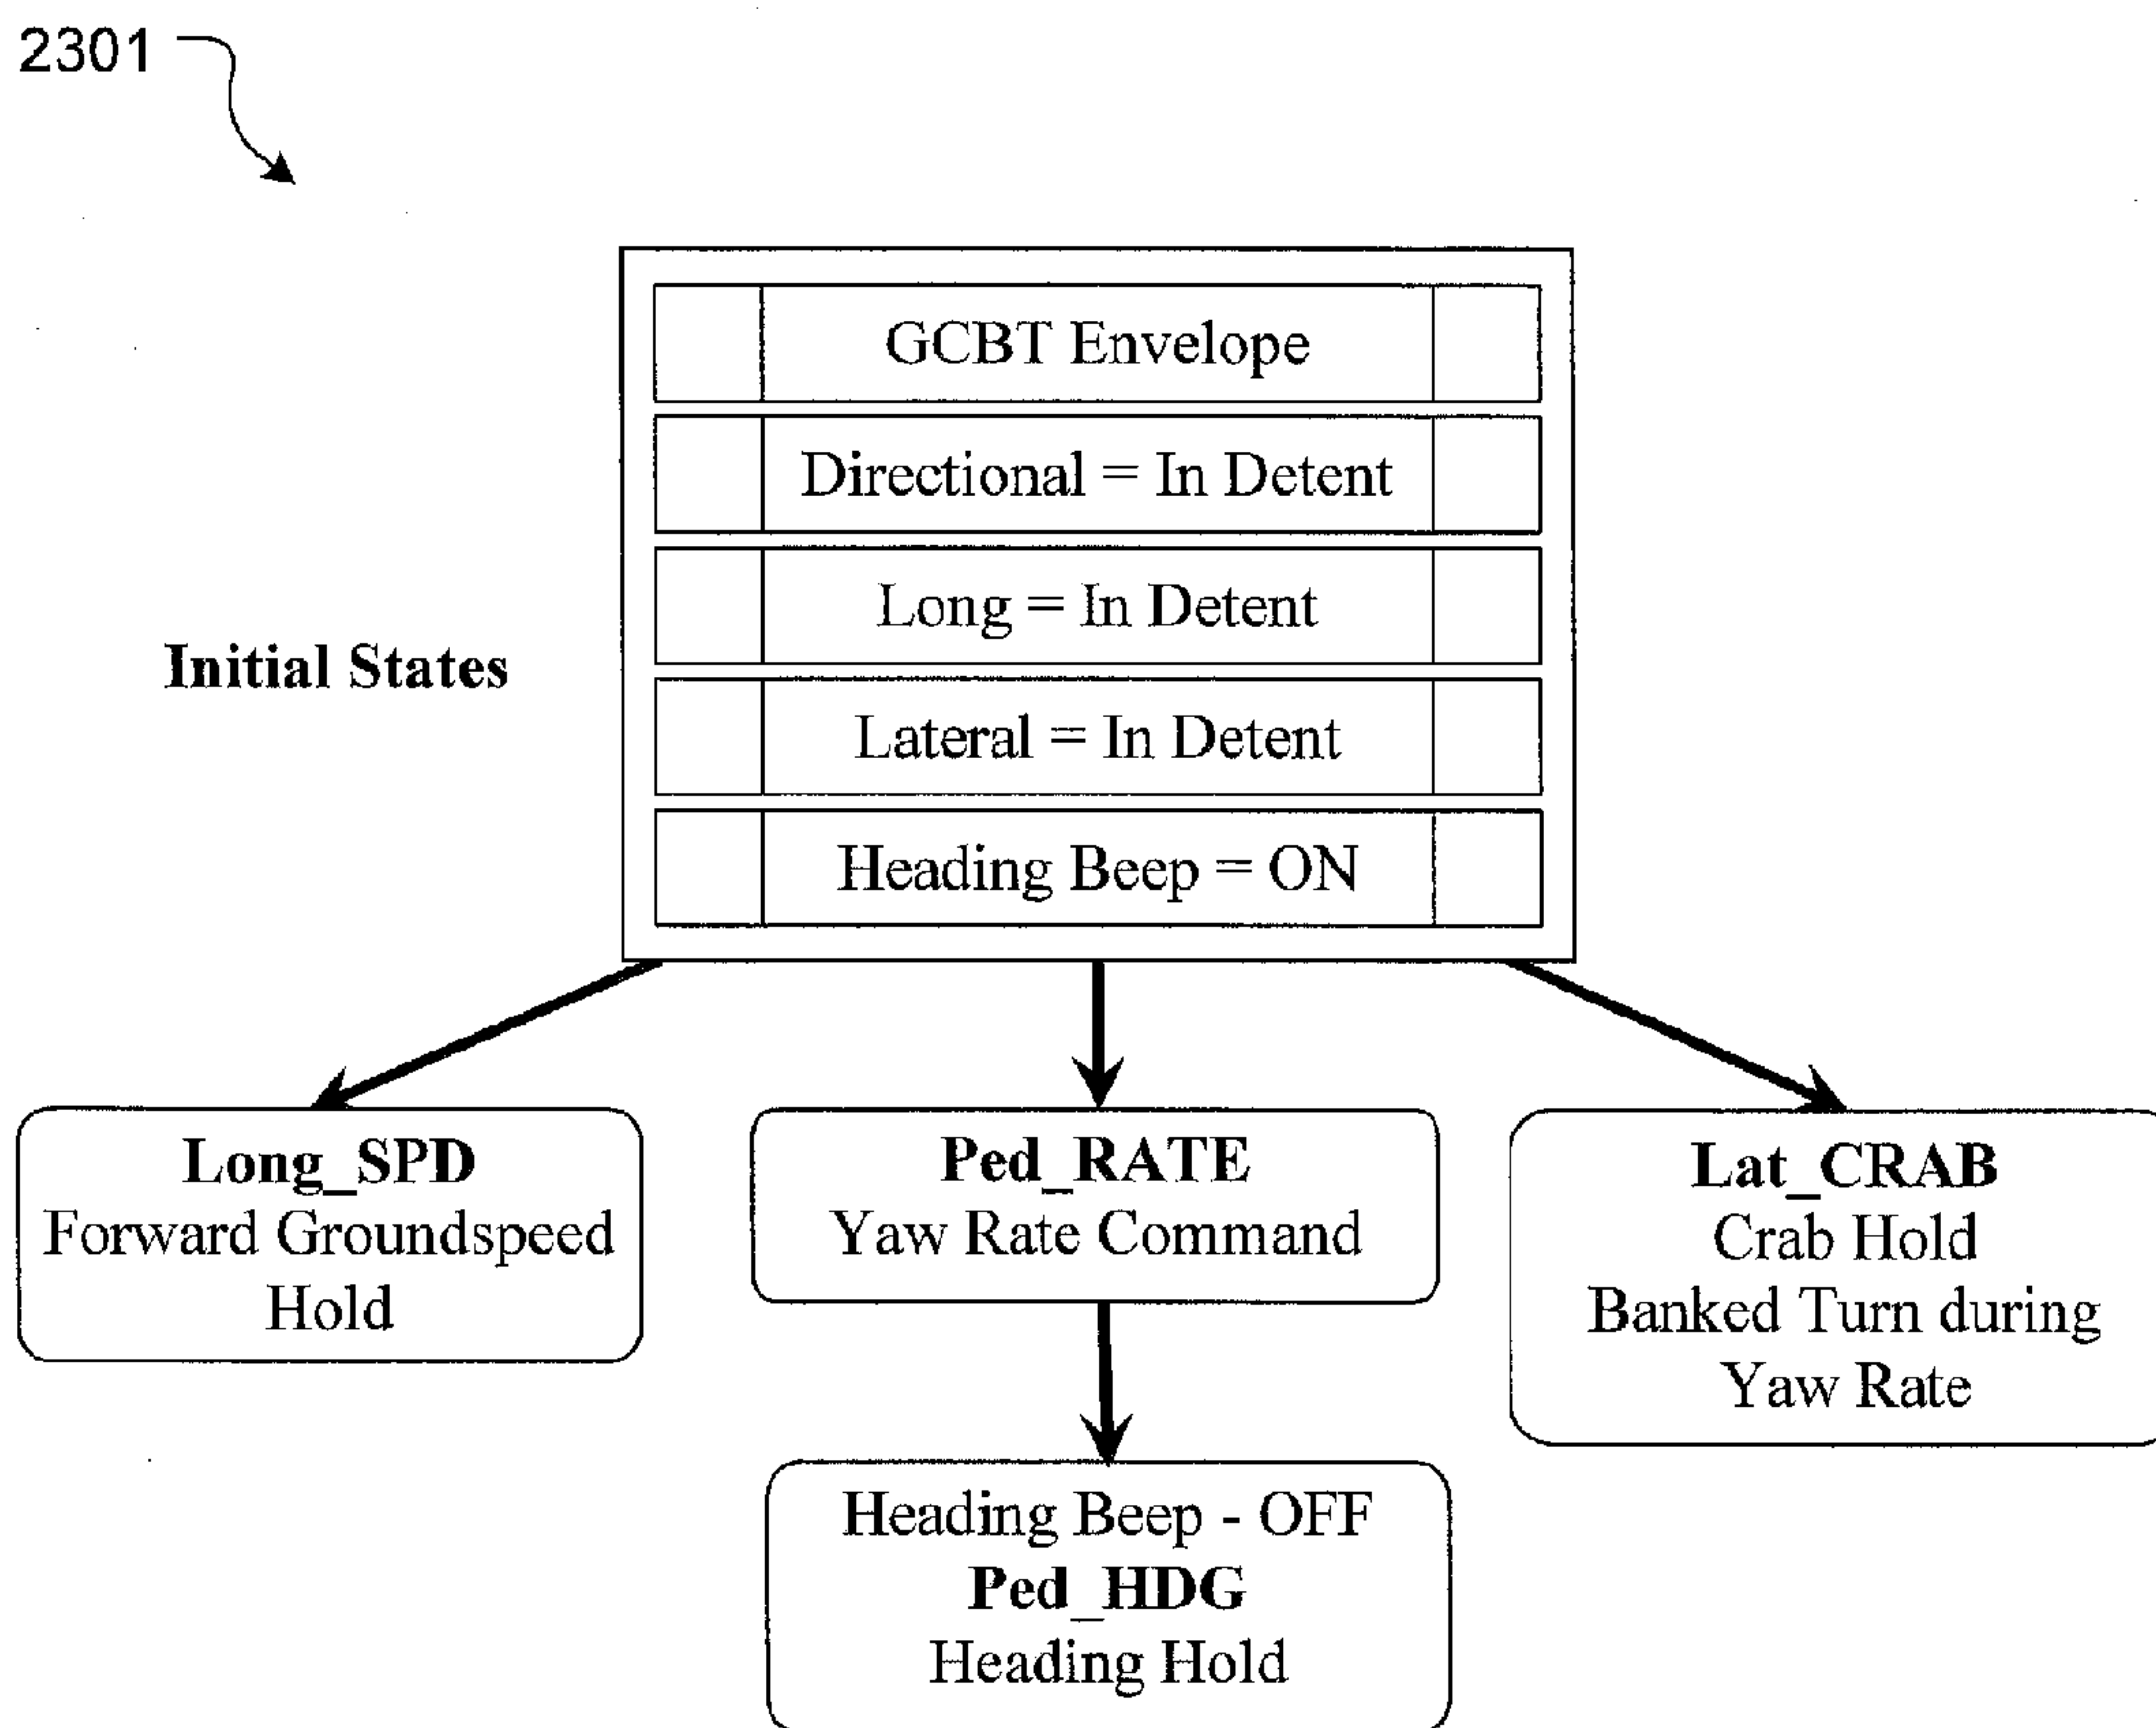 2301
GCBT Envelope
Directional = In Detent
Long = In Detent
Initial States
Lateral = In Detent
Heading Beep = ON
Long_SPD
Forward Groundspeed
Hold
Ped_RATE
Yaw Rate Command
Lat_CRAB
Crab Hold
Banked Turn during
Yaw Rate
Heading Beep - OFF
Ped_HDG
Heading Hold